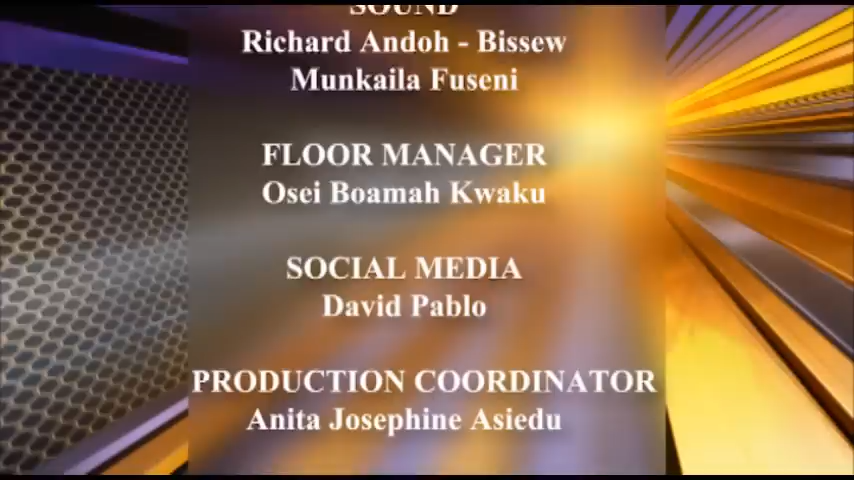 SOUND
Richard Andoh - Bissew
Munkaila Fuseni
FLOOR MANAGER
Osei Boamah Kwaku
SOCIAL MEDIA
David Pablo
PRODUCTION COORDINATOR
Anita Josephine Asiedu